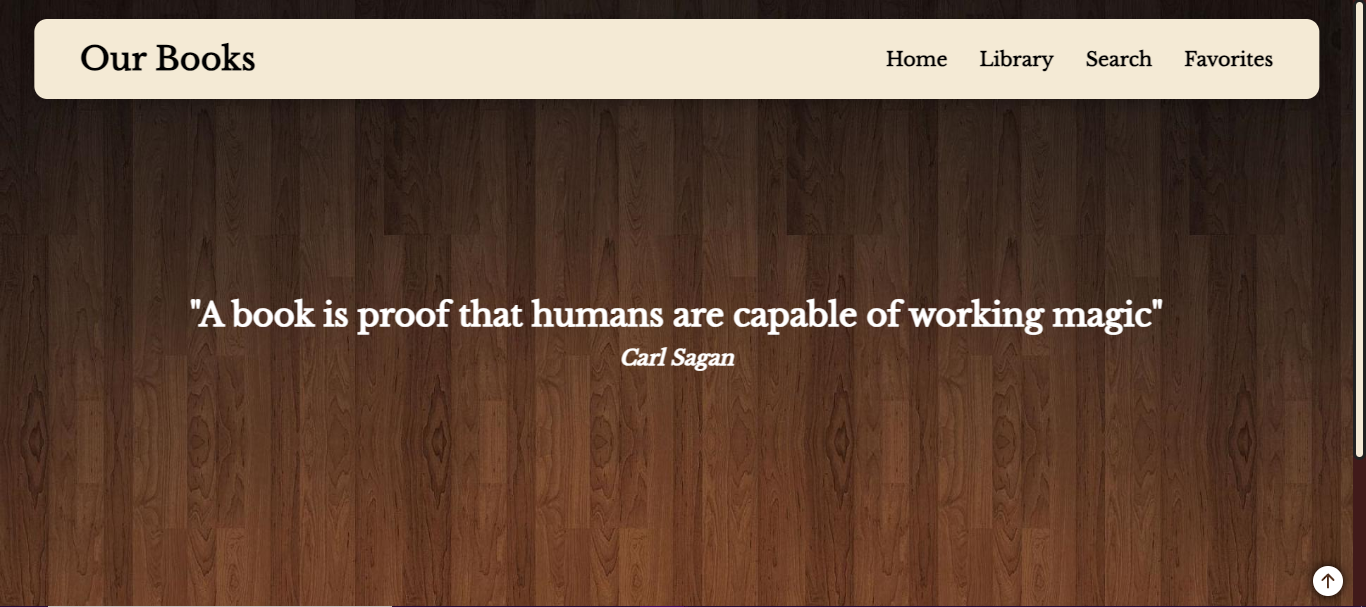 Our Books
Home Library Search Favorites
"A book is proof that humans are capable of working magic"
Carl Sagan